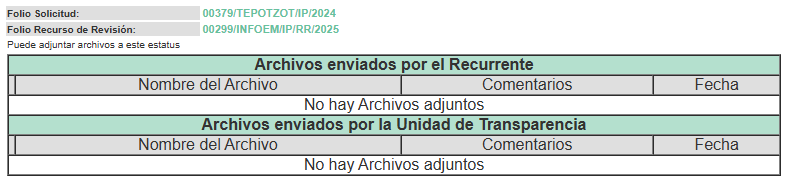 Folio Solicitud: 00379/TEPOTZOT/IP/2024
Folio Recurso de Revisión: 00299/INFOEM/IP/RR/2025
Puede adjuntar archivos a este estatus
Archivos enviados por el Recurrente
Nombre del Archivo Comentarios Fecha
No hay Archivos adjuntos
Archivos enviados por la Unidad de Transparencia
Nombre del Archivo Comentarios Fecha
No hay Archivos adjuntos